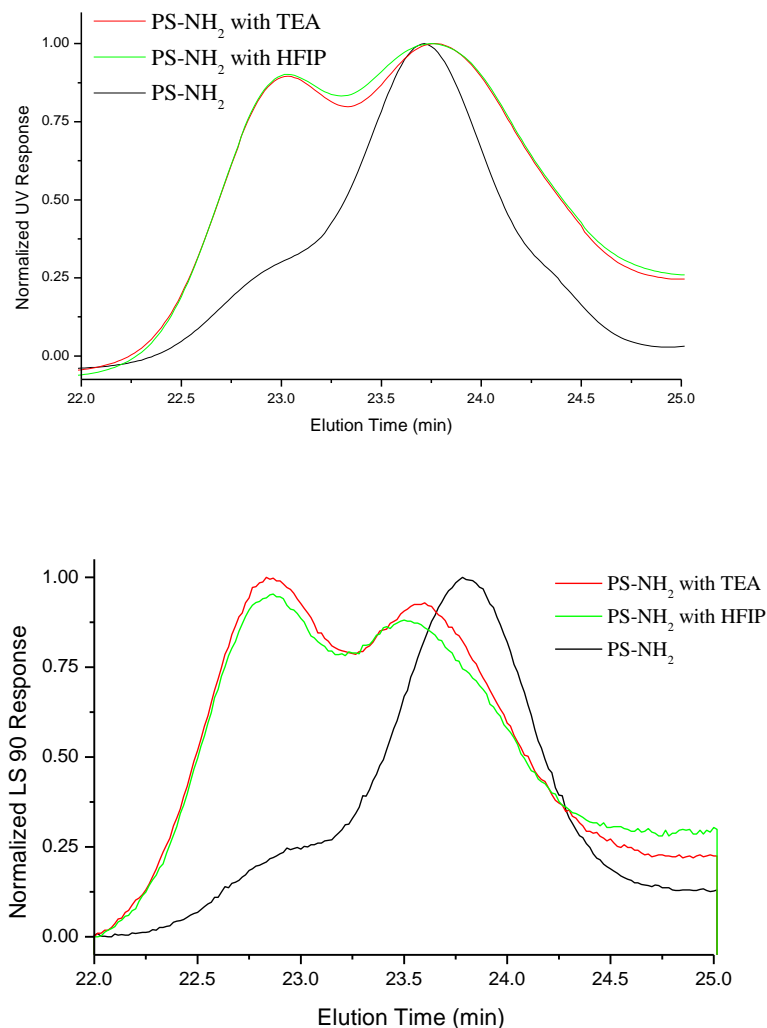 PS-NH2 with TEA
PS-NH2 with HFIP
PS-NH2
1.00
0.75
0.50
0.25
0.00
Normalized UV Response
22.0 22.5 23.0 23.5 24.0 24.5 25.0
Elution Time (min)
PS-NH2 with TEA
PS-NH2 with HFIP
PS-NH2
1.00
0.75
0.50
0.25
0.00
Normalized LS 90 Response
22.0 22.5 23.0 23.5 24.0 24.5 25.0
Elution Time (min)